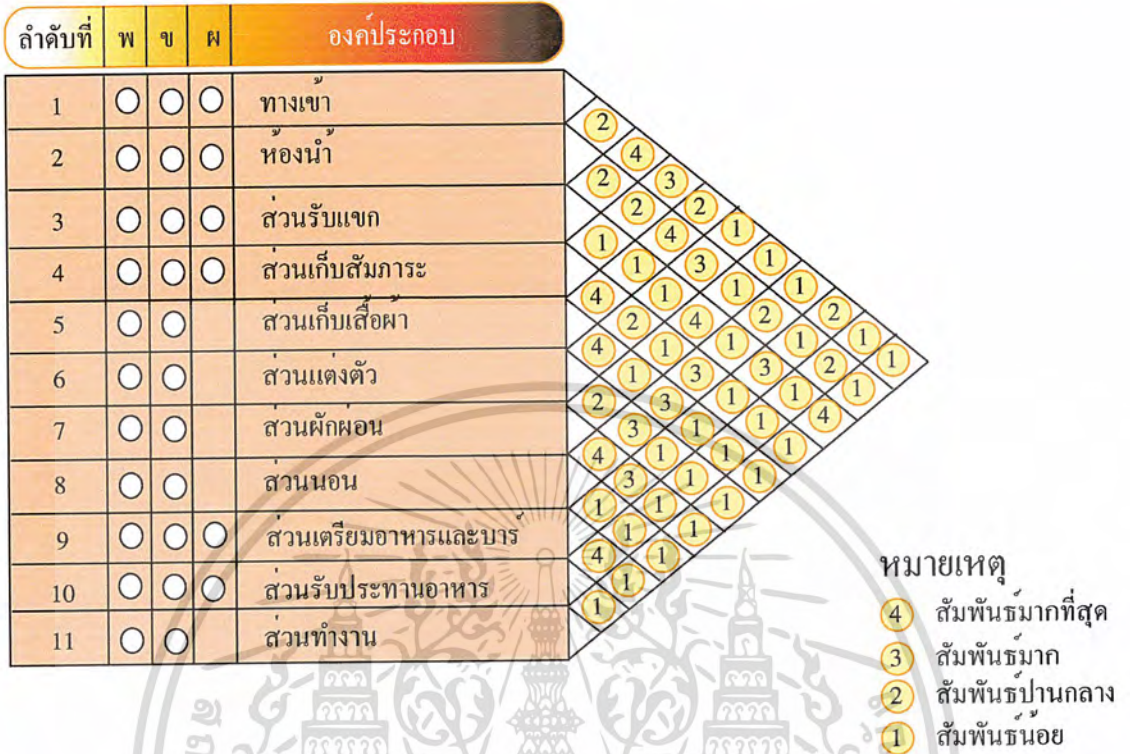 ลำดับที่ พ ข ผ องค์ประกอบ
1 ทางเข้า
2 ห้องน้ำ
3 ส่วนรับแขก
4 ส่วนเก็บสัมภาระ
5 ส่วนเก็บเสื้อผ้า
6 ส่วนแต่งตัว
7 ส่วนผักผ่อน
8 ส่วนนอน
9 ส่วนเตรียมอาหารและบาร์
10 ส่วนรับประทานอาหาร
11 ส่วนทำงาน
2
4
2 3
2 2
1 4 1
1 3 1
4 1 1 1
2 4 2 2
4 1 1 1 1
1 3 3 2 1
2 3 1 1 1
3 1 1 4
4 1 1 1
3 1 1
1 1 1
1 1
4 1
1
1
หมายเหตุ
4 สัมพันธ์มากที่สุด
3 สัมพันธ์มาก
2 สัมพันธ์ปานกลาง
1 สัมพันธ์น้อย